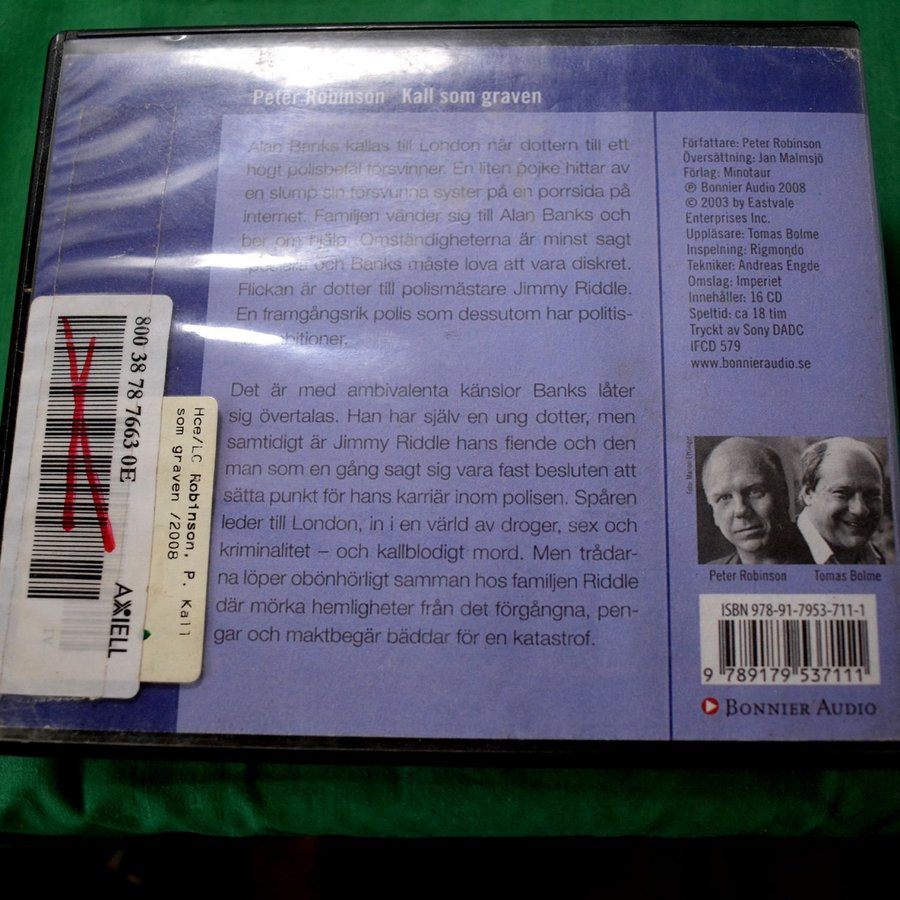 Peter Robinson Kall som graven
Alan Banks kallas till London när dottern till ett
högt polisbefäl försvinner. En liten pojke hittar av
en slump sin försvunna syster på en porrsida på
internet. Familjen vänder sig till Alan Banks och
ber om hjälp. Omständigheterna är minst sagt
och Banks måste lova att vara diskret.
Flickan är dotter till polismästare Jimmy Riddle.
En framgångsrik polis som dessutom har politis-
ambitioner.
Det är med ambivalenta känslor Banks låter
sig övertalas. Han har själv en ung dotter, men
samtidigt är Jimmy Riddle hans fiende och den
man som en gång sagt sig vara fast besluten att
sätta punkt för hans karriär inom polisen. Spåren
leder till London, in i en värld av droger, sex och
kriminalitet – och kallblodigt mord. Men trådar-
na löper obönhörligt samman hos familjen Riddle
där mörka hemligheter från det förgångna, pen-
gar och maktbegär bäddar för en katastrof.
Författare: Peter Robinson
Översättning: Jan Malmsjö
Förlag: Minotaur
℗ Bonnier Audio 2008
© 2003 by Eastvale
Enterprises Inc.
Uppläsare: Tomas Bolme
Inspelning: Rigmondo
Tekniker: Andreas Engde
Omslag: Imperiet
Innehåller: 16 CD
Speltid: ca 18 tim
Tryckt av Sony DADC
IFCD 579
www.bonnieraudio.se
Peter Robinson Tomas Bolme
ISBN 978-91-7953-711-1
9 789179 537111
BONNIER AUDIO
800 38 78 7663 0E
AXIELL
Hce/LC Robinson, P. Kall
som graven /2008